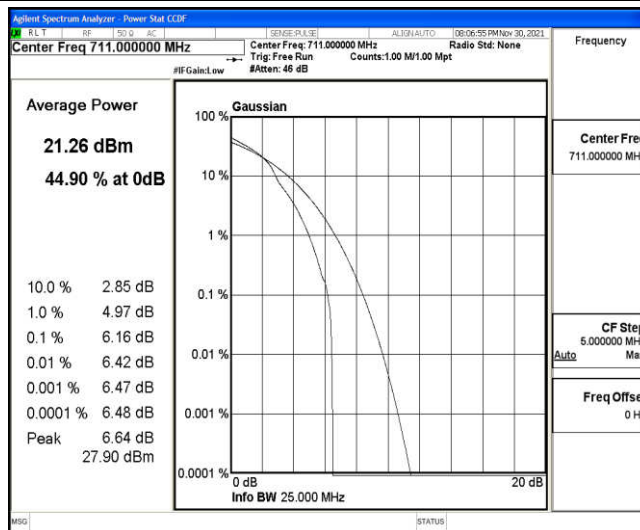 Agilent Spectrum Analyzer - Power Stat CCDF
RLT RF 50 Ω AC SENSE:PULSE ALIGNAUTO 08:06:55 PM Nov 30, 2021
Center Freq 711.000000 MHz
Center Freq: 711.000000 MHz Radio Std: None
Trig: Free Run Counts:1.00 M/1.00 Mpt
#IFGain:Low #Atten: 46 dB
Frequency
Average Power
21.26 dBm
44.90 % at 0dB
10.0 % 2.85 dB
1.0 % 4.97 dB
0.1 % 6.16 dB
0.01 % 6.42 dB
0.001 % 6.47 dB
0.0001 % 6.48 dB
Peak 6.64 dB
27.90 dBm
Gaussian
100 %
10 %
1 %
0.1 %
0.01 %
0.001 %
0.0001 %
0 dB 20 dB
Info BW 25.000 MHz
Center Fre
711.000000 MH
CF Ste
5.000000 MH
Auto Ma
Freq Offse
0 H
MSG STATUS